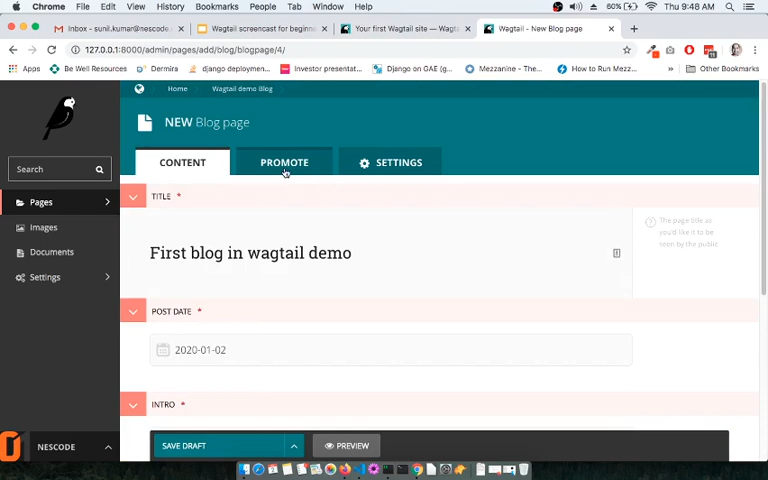 Chrome File Edit View History Bookmarks People Tab Window Help 60% Thu 9:48 AM
Inbox - sunil.kumar@nescode. Wagtail screencast for beginne Your first Wagtail site — Wagta Wagtail - New Blog page
127.0.0.1:8000/admin/pages/add/blog/blogpage/4/
Apps Be Well Resources Dermira django deploymen... Investor presentat... Django on GAE (g... Mezzanine - The... How to Run Mezz... » Other Bookmarks
Home Wagtail demo Blog
NEW Blog page
CONTENT PROMOTE SETTINGS
Search
Pages
Images
Documents
Settings
TITLE *
The page title as
you'd like it to be
seen by the public
First blog in wagtail demo
POST DATE *
2020-01-02
INTRO *
SAVE DRAFT PREVIEW
NESCODE